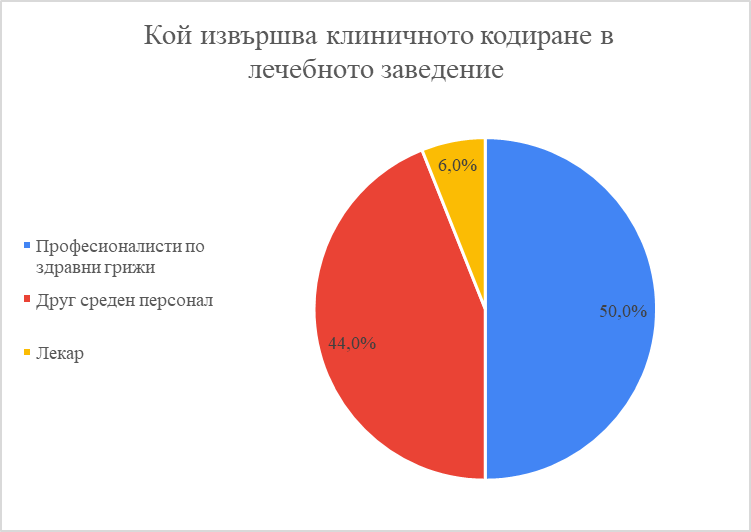 Кой извършва клиничното кодиране в
лечебното заведение
6,0%
Професионалисти по
здравни грижи
Друг среден персонал
50,0%
44,0%
Лекар